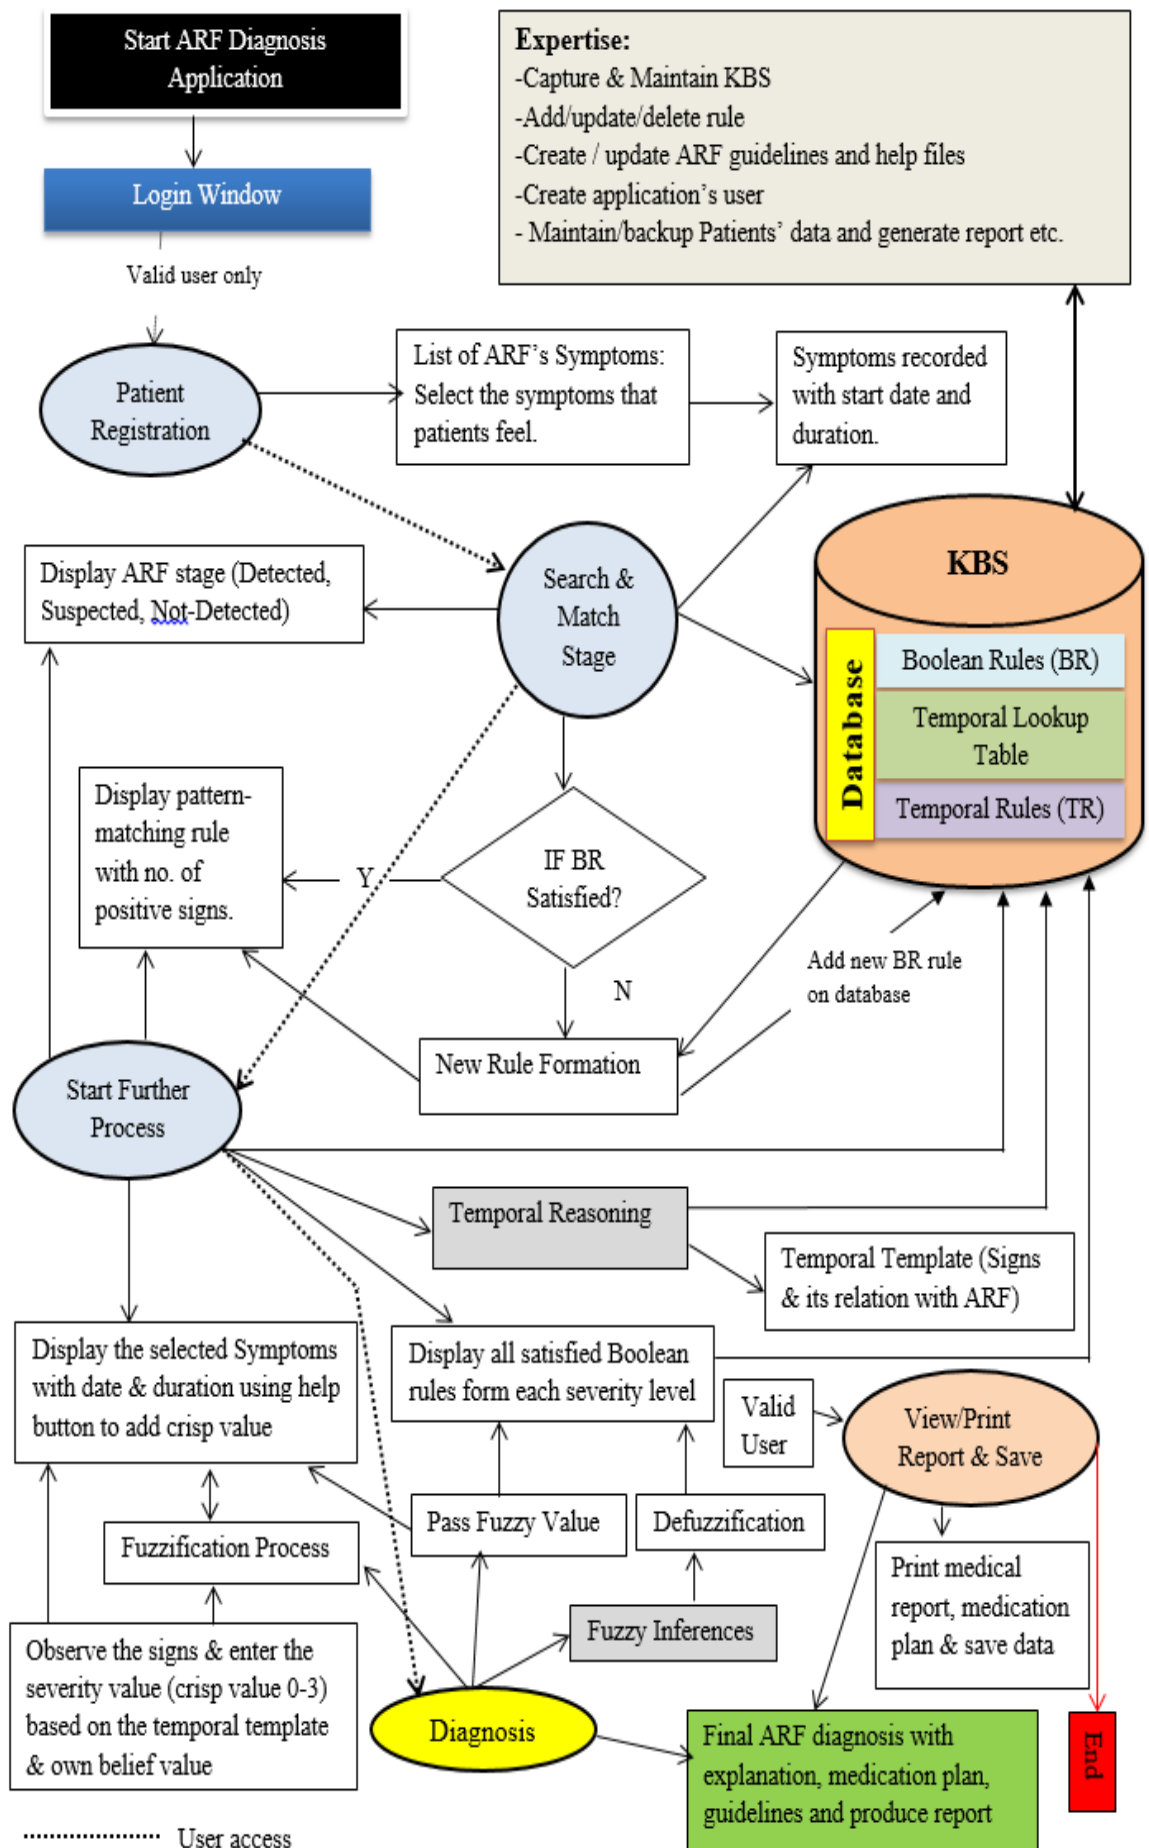 Start ARF Diagnosis
Application
Expertise:
-Capture & Maintain KBS
-Add/update/delete rule
-Create / update ARF guidelines and help files
-Create application’s user
- Maintain/backup Patients’ data and generate report etc.
Login Window
Valid user only
Patient
Registration
List of ARF’s Symptoms:
Select the symptoms that
patients feel.
Symptoms recorded
with start date and
duration.
Display ARF stage (Detected,
Suspected, Not-Detected)
Search &
Match
Stage
KBS
Database
Boolean Rules (BR)
Temporal Lookup
Table
Temporal Rules (TR)
Display pattern-
matching rule
with no. of
positive signs.
Y
IF BR
Satisfied?
N
Add new BR rule
on database
New Rule Formation
Start Further
Process
Temporal Reasoning
Temporal Template (Signs
& its relation with ARF)
Display the selected Symptoms
with date & duration using help
button to add crisp value
Display all satisfied Boolean
rules form each severity level
Valid
User
View/Print
Report & Save
Fuzzification Process
Pass Fuzzy Value
Defuzzification
Print medical
report, medication
plan & save data
Observe the signs & enter the
severity value (crisp value 0-3)
based on the temporal template
& own belief value
Fuzzy Inferences
Diagnosis
Final ARF diagnosis with
explanation, medication plan,
guidelines and produce report
End
User access